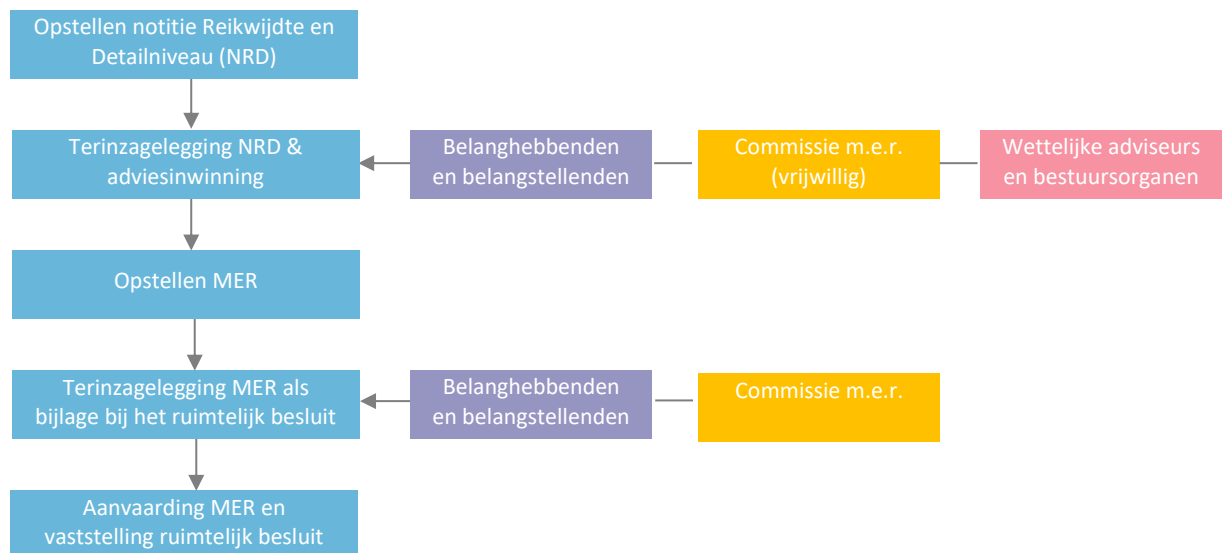 Opstellen notitie Reikwijdte en
Detailniveau (NRD)
Terinzagelegging NRD &
adviesinwinning
Belanghebbenden
en belangstellenden
Commissie m.e.r.
(vrijwillig)
Wettelijke adviseurs
en bestuursorganen
Opstellen MER
Terinzagelegging MER als
bijlage bij het ruimtelijk besluit
Belanghebbenden
en belangstellenden
Commissie m.e.r.
Aanvaarding MER en
vaststelling ruimtelijk besluit